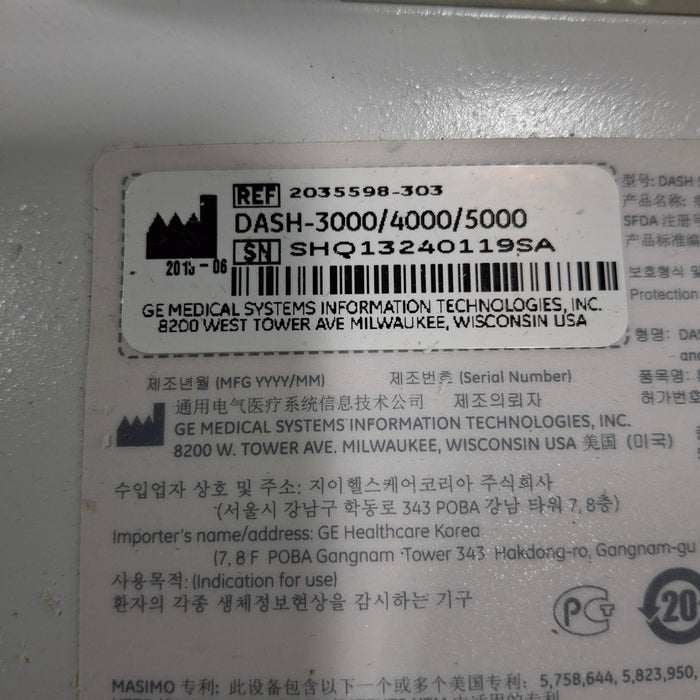 REF 2035598-303
DASH-3000/4000/5000
SN SHQ13240119SA
2013-06
GE MEDICAL SYSTEMS INFORMATION TECHNOLOGIES, INC.
8200 WEST TOWER AVE MILWAUKEE, WISCONSIN USA
型号: DASH
产品名称:
SFDA 注册号
产品标准编
보호형식 및
Protection
형명: DA
an
품목명:
허가번호
제조년월 (MFG YYYY/MM) 제조번호 (Serial Number)
通用电气医疗系统信息技术公司 제조의뢰자
GE MEDICAL SYSTEMS INFORMATION TECHNOLOGIES, INC.
8200 W. TOWER AVE. MILWAUKEE, WISCONSIN USA 美国 (미국)
수입업자 상호 및 주소: 지이헬스케어코리아 주식회사
(서울시 강남구 학동로 343 POBA 강남 타워 7, 8층)
Importer's name/address: GE Healthcare Korea
(7, 8 F POBA Gangnam Tower 343 Hakdong-ro, Gangnam-gu
사용목적: (Indication for use)
환자의 각종 생체정보현상을 감시하는 기구
PCT
20
MASIMO 专利: 此设备包含以下一个或多个美国专利: 5,758,644, 5,823,950,